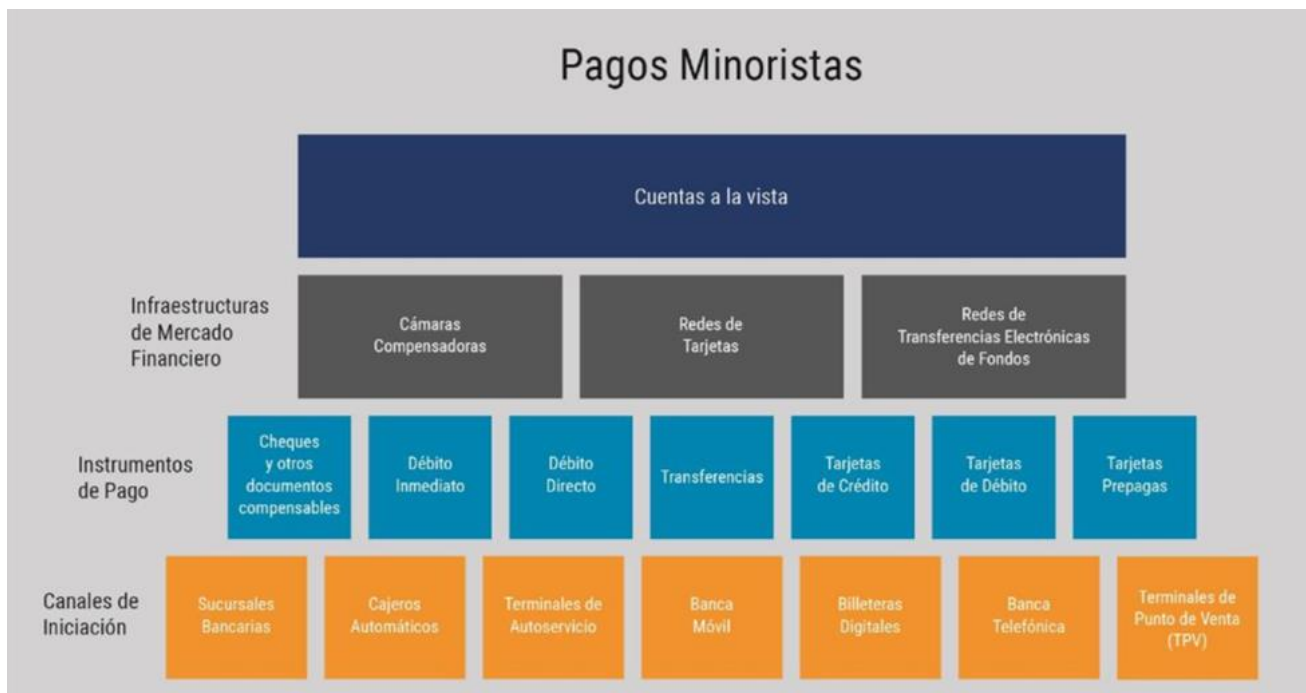 Pagos Minoristas
Cuentas a la vista
Infraestructuras
de Mercado
Financiero
Cámaras
Compensadoras
Redes de
Tarjetas
Redes de
Transferencias Electrónicas
de Fondos
Instrumentos
de Pago
Cheques
y otros
documentos
compensables
Débito
Inmediato
Débito
Directo
Transferencias
Tarjetas
de Crédito
Tarjetas
de Débito
Tarjetas
Prepagas
Canales de
Iniciación
Sucursales
Bancarias
Cajeros
Automáticos
Terminales de
Autoservicio
Banca
Móvil
Billeteras
Digitales
Banca
Telefónica
Terminales de
Punto de Venta
(TPV)